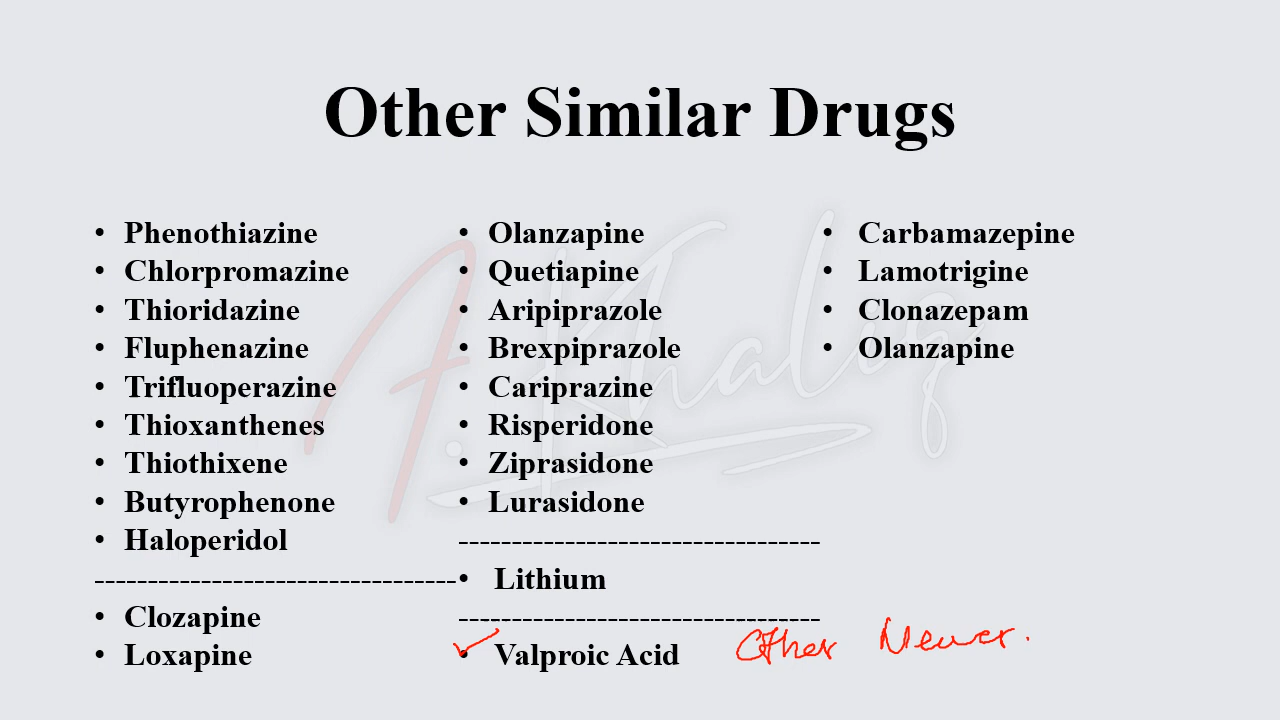 Other Similar Drugs
• Phenothiazine
• Chlorpromazine
• Thioridazine
• Fluphenazine
• Trifluoperazine
• Thioxanthenes
• Thiothixene
• Butyrophenone
• Haloperidol
----------------------------------
• Clozapine
• Loxapine
• Olanzapine
• Quetiapine
• Aripiprazole
• Brexpiprazole
• Cariprazine
• Risperidone
• Ziprasidone
• Lurasidone
----------------------------------
• Lithium
----------------------------------
• Valproic Acid Other Newer.
• Carbamazepine
• Lamotrigine
• Clonazepam
• Olanzapine
A. Khaliq